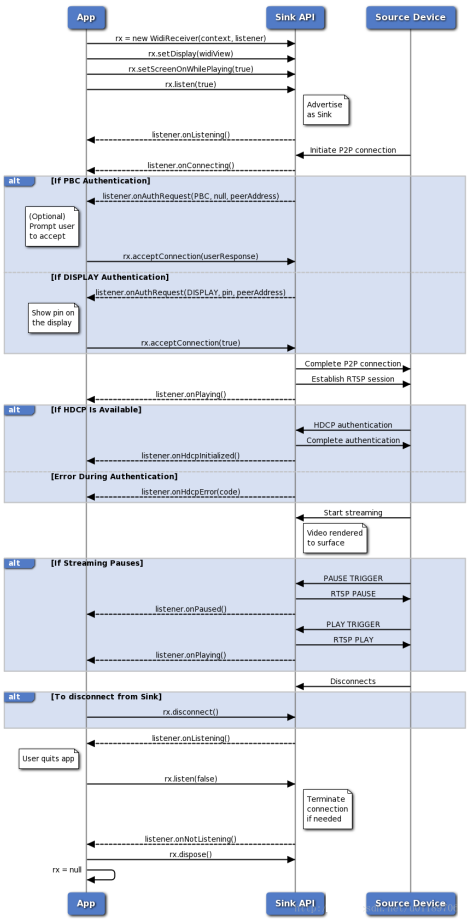 App
Sink API
Source Device
rx = new WidiReceiver(context, listener)
rx.setDisplay(widiView)
rx.setScreenOnWhilePlaying(true)
rx.listen(true)
Advertise
as Sink
listener.onListening()
Initiate P2P connection
listener.onConnecting()
alt [If PBC Authentication]
listener.onAuthRequest(PBC, null, peerAddress)
(Optional)
Prompt user
to accept
rx.acceptConnection(userResponse)
[If DISPLAY Authentication]
listener.onAuthRequest(DISPLAY, pin, peerAddress)
Show pin on
the display
rx.acceptConnection(true)
Complete P2P connection
Establish RTSP session
listener.onPlaying()
alt [If HDCP Is Available]
HDCP authentication
Complete authentication
listener.onHdcpInitialized()
[Error During Authentication]
listener.onHdcpError(code)
Start streaming
Video rendered
to surface
alt [If Streaming Pauses]
PAUSE TRIGGER
RTSP PAUSE
listener.onPaused()
PLAY TRIGGER
RTSP PLAY
listener.onPlaying()
Disconnects
alt [To disconnect from Sink]
rx.disconnect()
listener.onListening()
User quits app
rx.listen(false)
Terminate
connection
if needed
listener.onNotListening()
rx.dispose()
rx = null
App
Sink API
Source Device